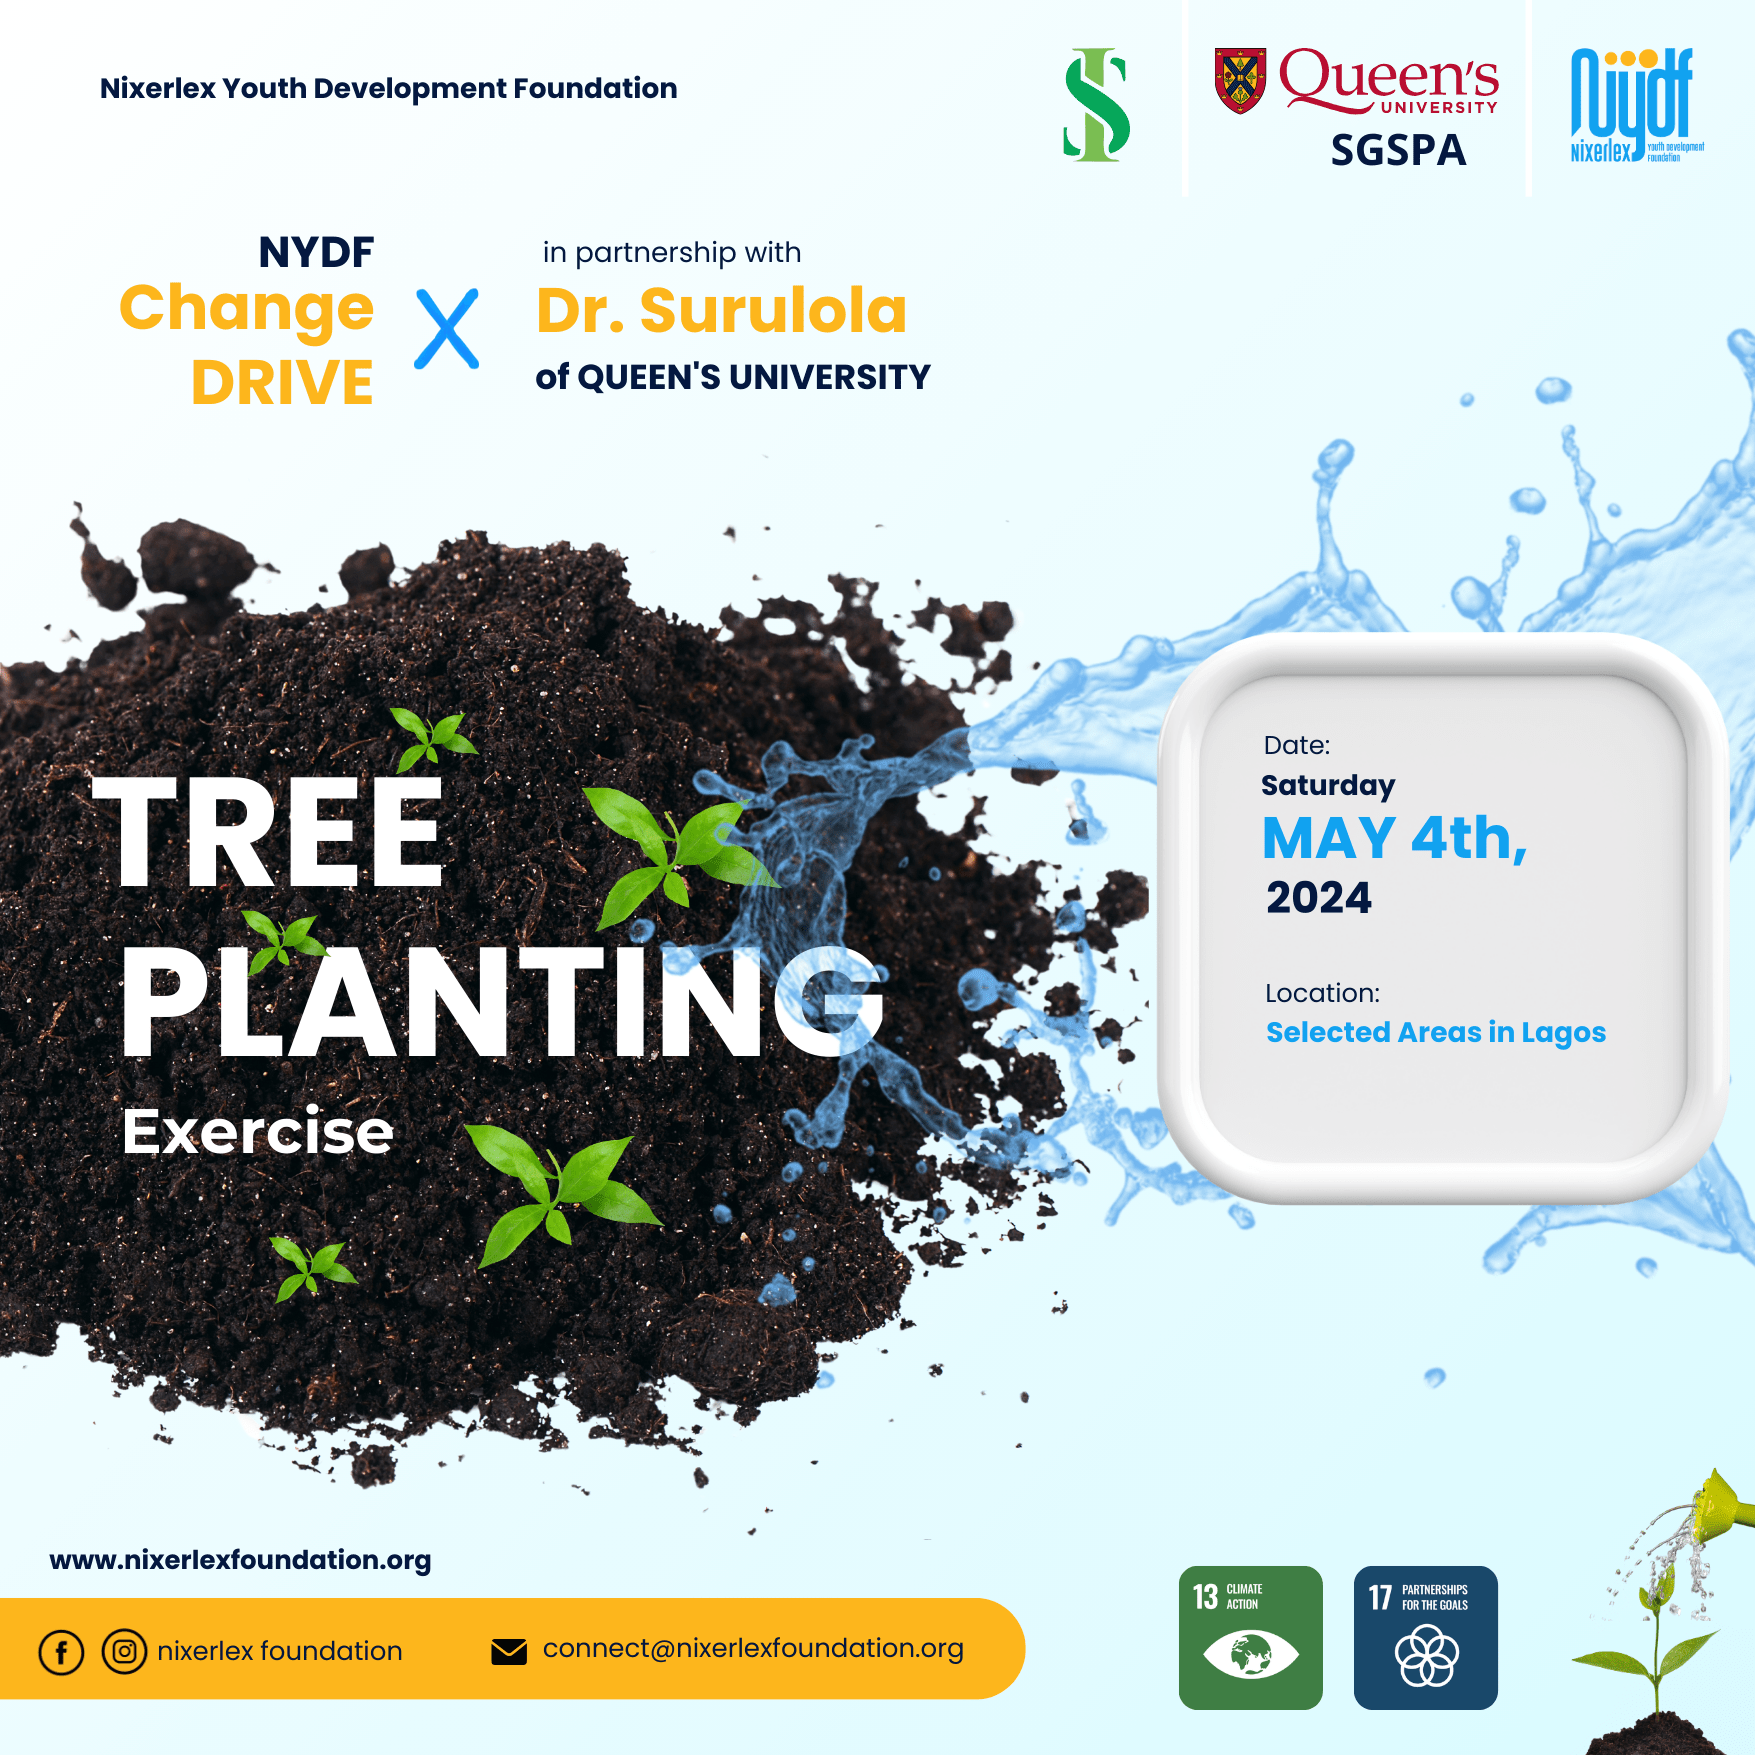 Nixerlex Youth Development Foundation
Queen's
UNIVERSITY
SGSPA
nydf
nixerlex
youth development
foundation
NYDF
Change
DRIVE
X
in partnership with
Dr. Surulola
of QUEEN'S UNIVERSITY
TREE
PLANTING
Exercise
Date:
Saturday
MAY 4th,
2024
Location:
Selected Areas in Lagos
www.nixerlexfoundation.org
nixerlex foundation
connect@nixerlexfoundation.org
13 CLIMATE
ACTION
17 PARTNERSHIPS
FOR THE GOALS